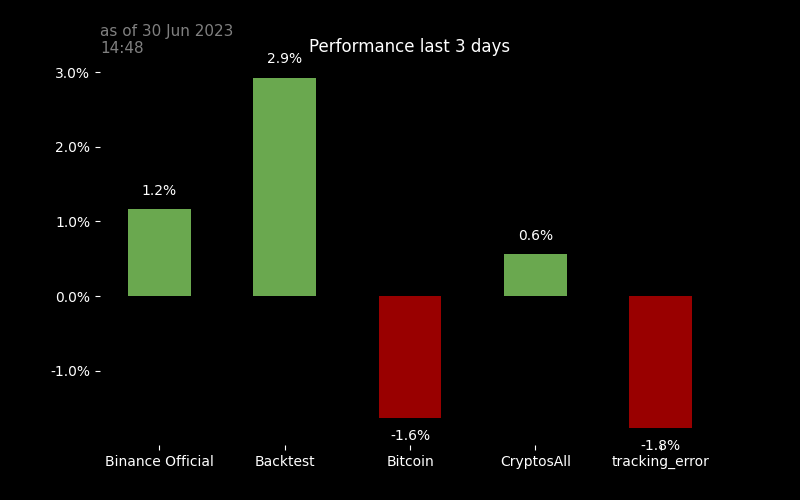 as of 30 Jun 2023
14:48
Performance last 3 days
3.0%
2.0%
1.0%
0.0%
-1.0%
1.2%
2.9%
-1.6%
0.6%
-1.8%
Binance Official
Backtest
Bitcoin
CryptosAll
tracking_error